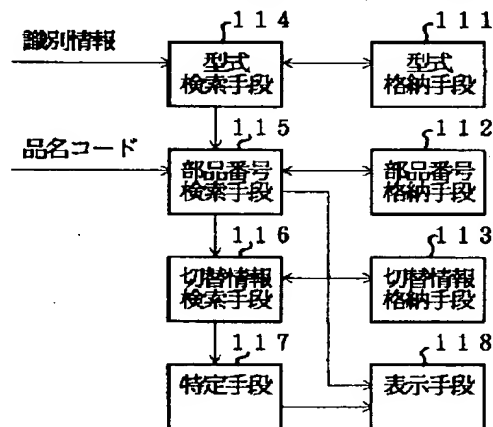 114
111
識別情報
型式
検索手段
型式
格納手段
115
112
品名コード
部品番号
検索手段
部品番号
格納手段
116
113
切替情報
検索手段
切替情報
格納手段
117
118
特定手段
表示手段